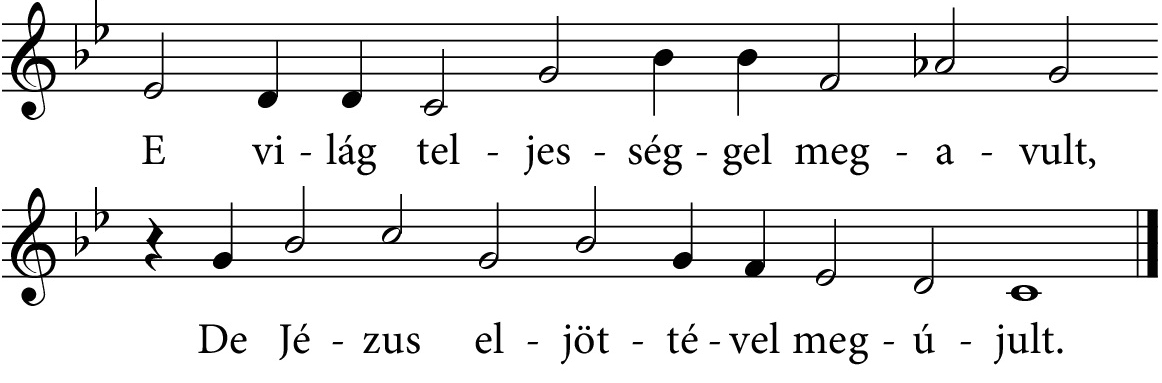 E vi - lág tel - jes - ség - gel meg - a - vult,
De Jé - zus el - jöt - té - vel meg - ú - jult.